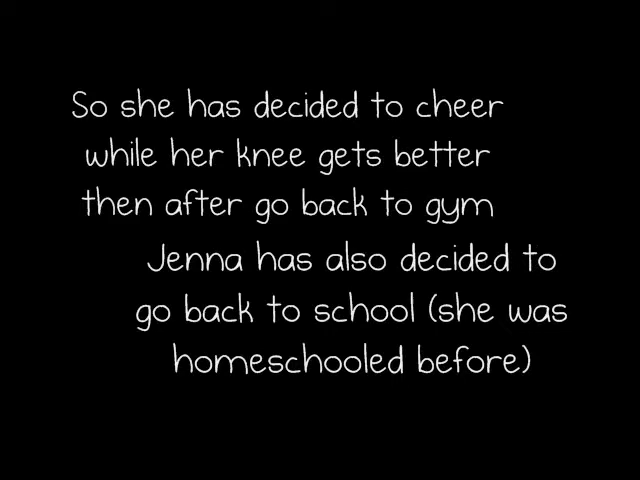 So she has decided to cheer
while her knee gets better
then after go back to gym
Jenna has also decided to
go back to school (she was
homeschooled before)